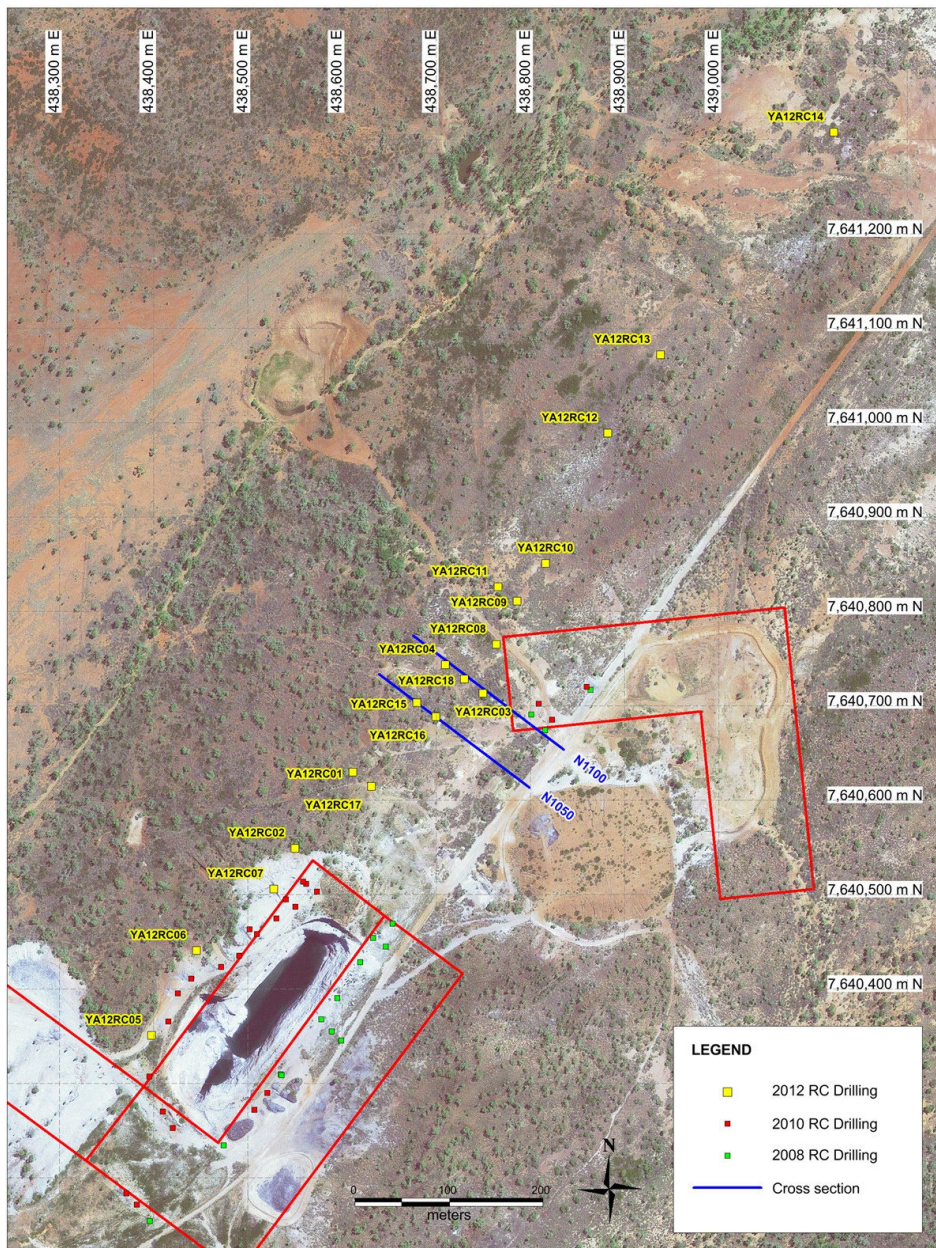 438,300 m E
438,400 m E
438,500 m E
438,600 m E
438,700 m E
438,800 m E
438,900 m E
439,000 m E
YA12RC14
7,641,200 m N
7,641,100 m N
YA12RC13
YA12RC12
7,641,000 m N
7,640,900 m N
YA12RC10
YA12RC11
YA12RC09
7,640,800 m N
YA12RC08
YA12RC04
YA12RC18
YA12RC15
YA12RC03
7,640,700 m N
YA12RC16
N1100
YA12RC01
N1050
YA12RC17
7,640,600 m N
YA12RC02
YA12RC07
7,640,500 m N
YA12RC06
7,640,400 m N
YA12RC05
LEGEND
2012 RC Drilling
2010 RC Drilling
2008 RC Drilling
Cross section
N
0 200
meters